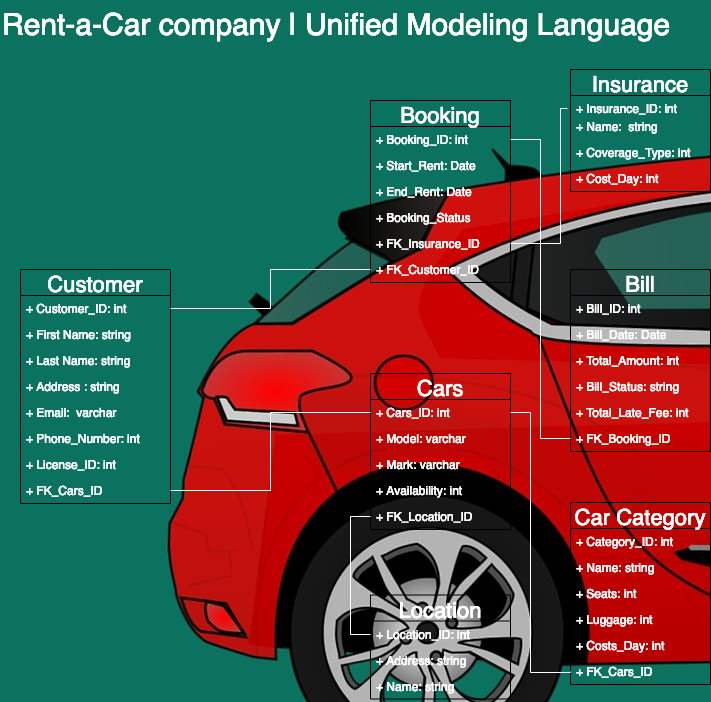 Rent-a-Car company | Unified Modeling Language
Insurance
+ Insurance_ID: int
+ Name: string
+ Coverage_Type: int
+ Cost_Day: int
Booking
+ Booking_ID: int
+ Start_Rent: Date
+ End_Rent: Date
+ Booking_Status
+ FK_Insurance_ID
+ FK_Customer_ID
Customer
+ Customer_ID: int
+ First Name: string
+ Last Name: string
+ Address : string
+ Email: varchar
+ Phone_Number: int
+ License_ID: int
+ FK_Cars_ID
Bill
+ Bill_ID: int
+ Bill_Date: Date
+ Total_Amount: int
+ Bill_Status: string
+ Total_Late_Fee: int
+ FK_Booking_ID
Cars
+ Cars_ID: int
+ Model: varchar
+ Mark: varchar
+ Availability: int
+ FK_Location_ID
Car Category
+ Category_ID: int
+ Name: string
+ Seats: int
+ Luggage: int
+ Costs_Day: int
+ FK_Cars_ID
Location
+ Location_ID: int
+ Address: string
+ Name: string